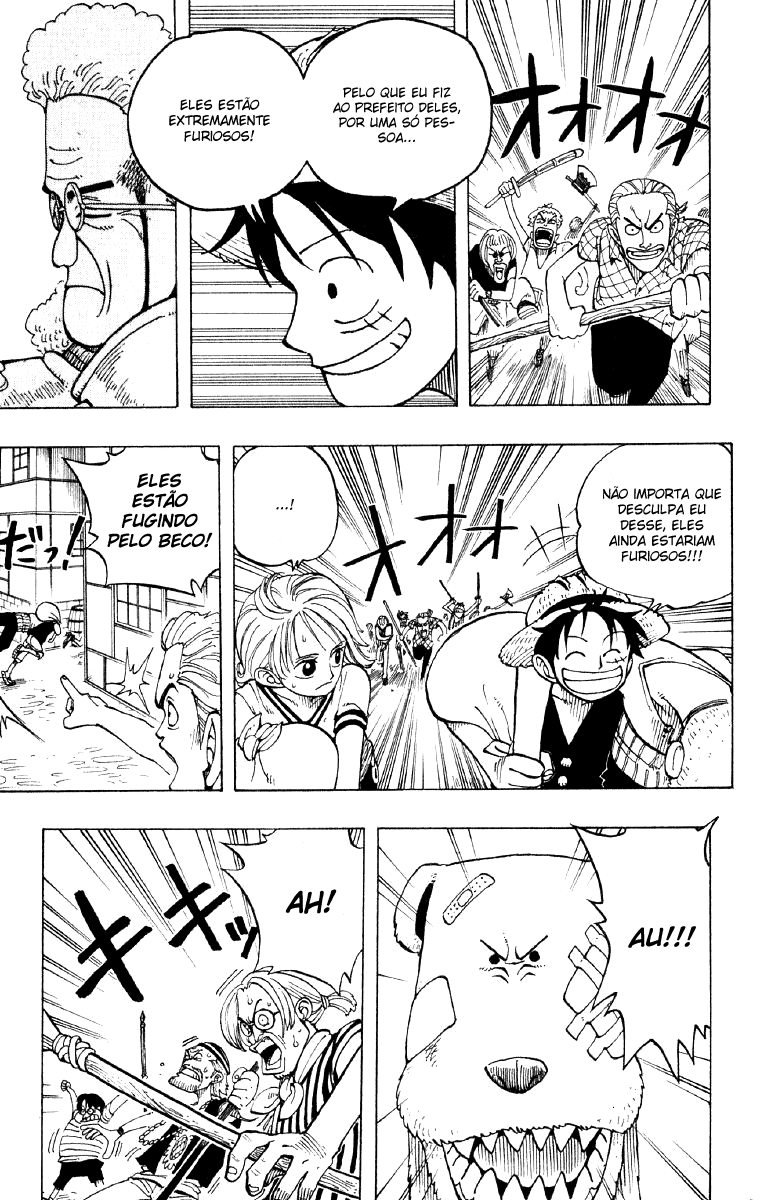 オオオオ
PELO QUE EU FIZ
AO PREFEITO DELES,
POR UMA SÓ PES-
SOA...
ELES ESTÃO
EXTREMAMENTE
FURIOSOS!
NÃO IMPORTA QUE
DESCULPA EU
DESSE, ELES
AINDA ESTARIAM
FURIOSOS!!!
オオオ
...!
ELES
ESTÃO
FUGINDO
PELO BECO!
だっ!
AU!!!
AH!
キキッ